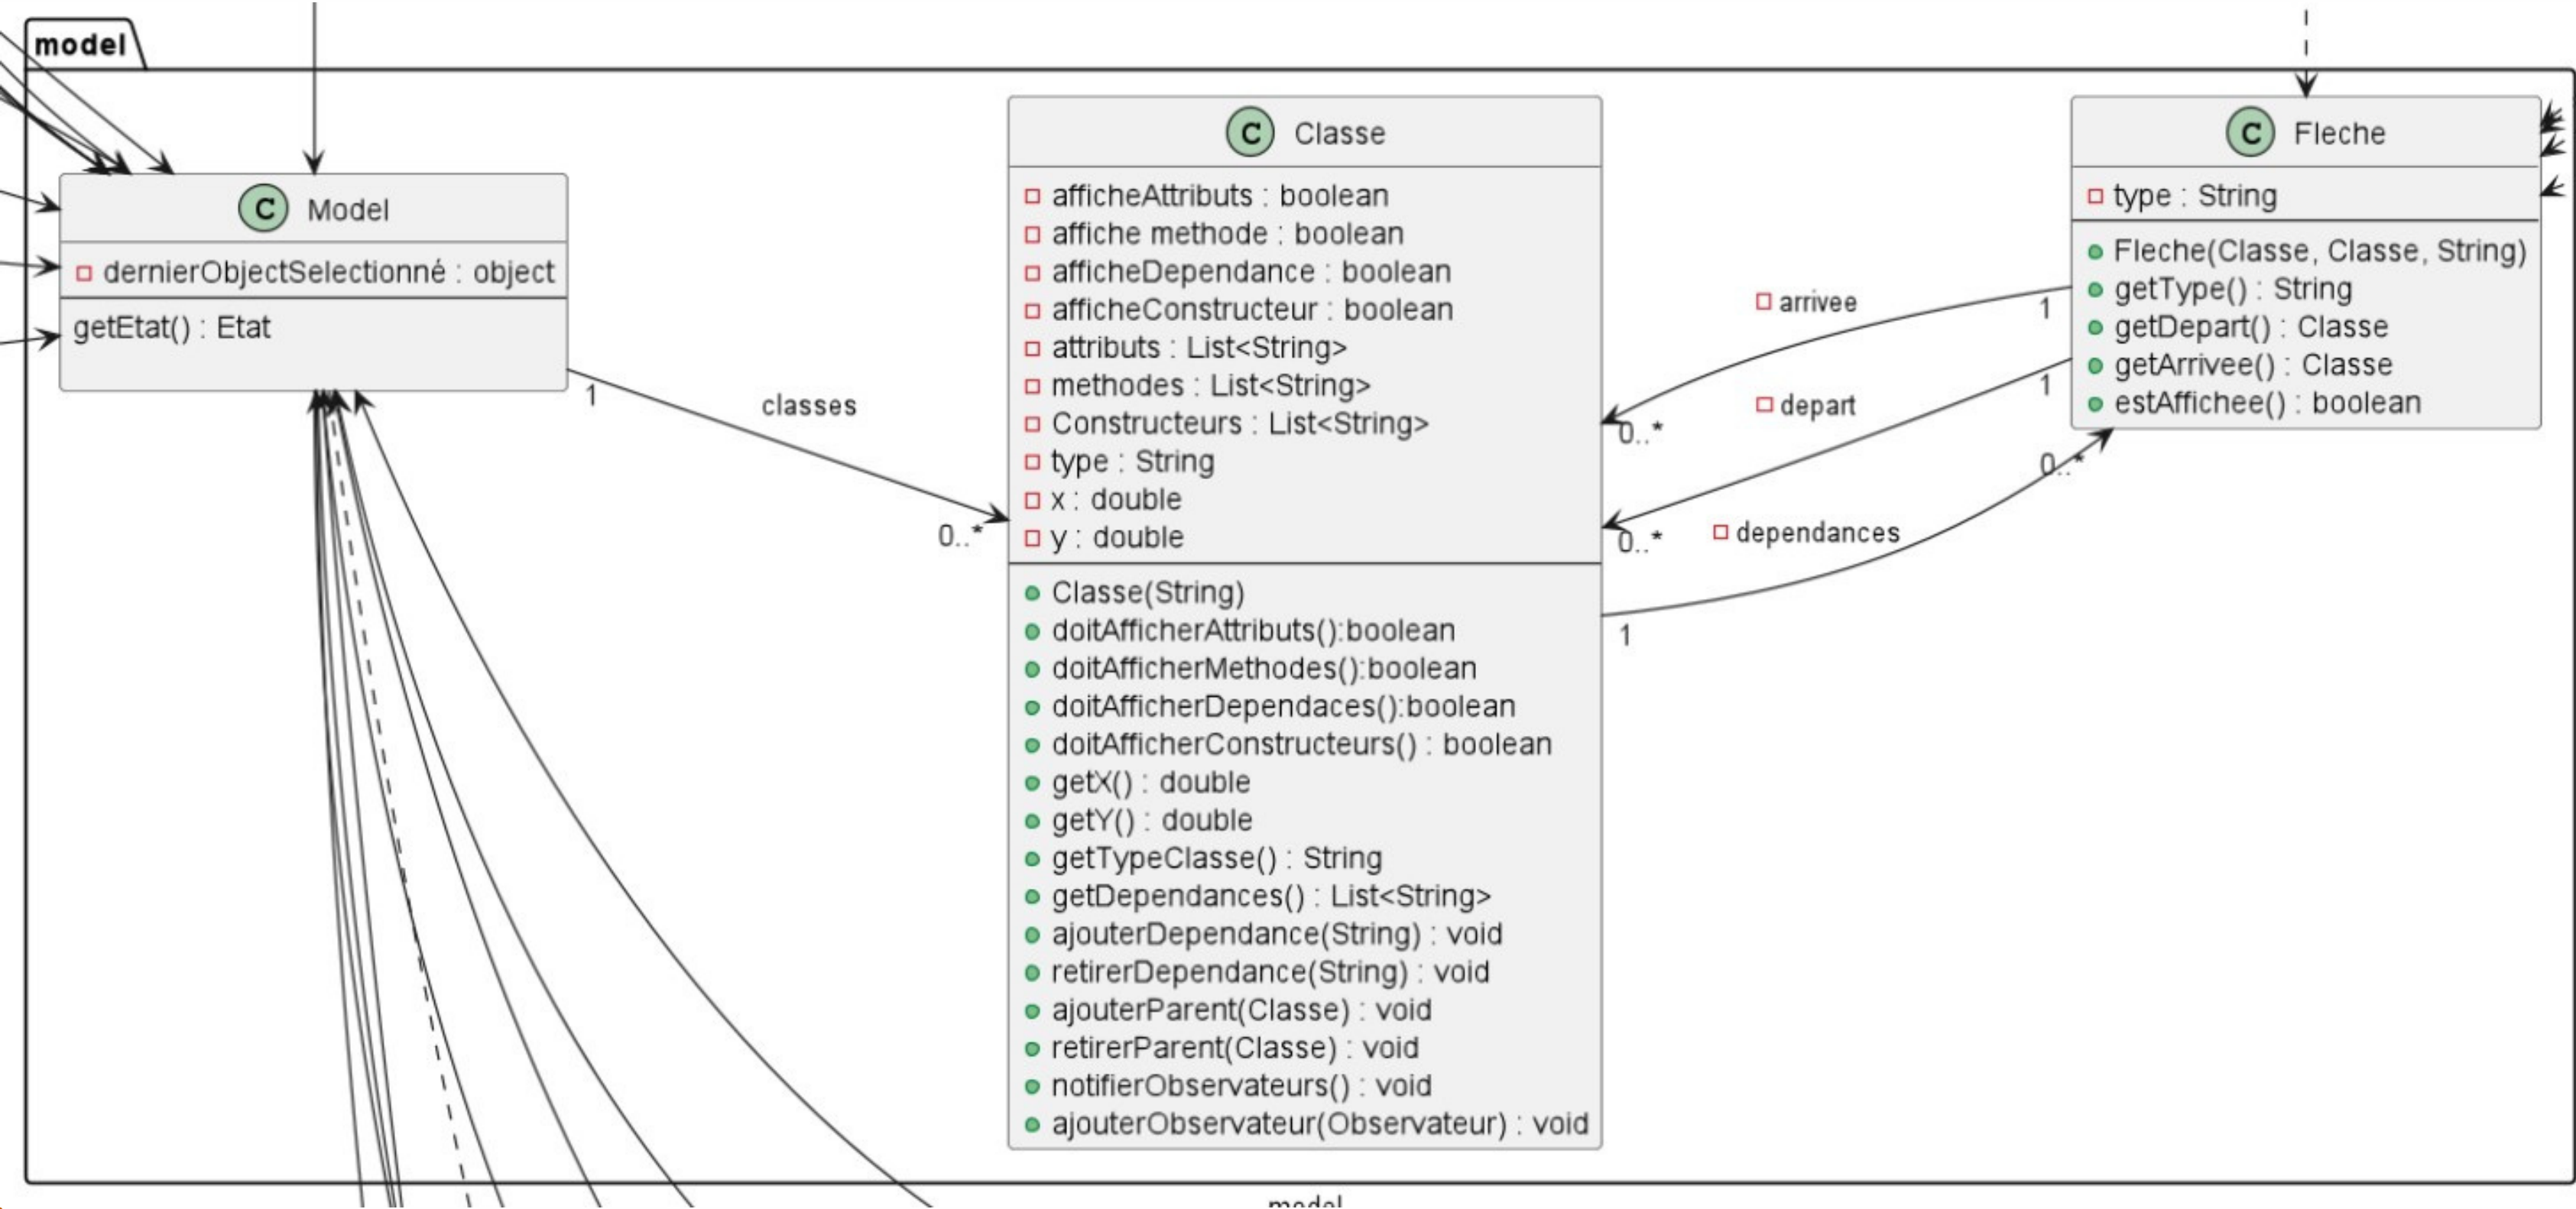 model
C Model
dernierObjectSelectionné : object
getEtat() : Etat
1
classes
0..*
C Classe
afficheAttributs : boolean
affiche methode : boolean
afficheDependance : boolean
afficheConstructeur : boolean
attributs : List<String>
methodes : List<String>
Constructeurs : List<String>
type : String
x : double
y : double
Classe(String)
doitAfficherAttributs():boolean
doitAfficherMethodes():boolean
doitAfficherDependaces():boolean
doitAfficherConstructeurs() : boolean
getX() : double
getY() : double
getTypeClasse() : String
getDependances() : List<String>
ajouterDependance(String) : void
retirerDependance(String) : void
ajouterParent(Classe) : void
retirerParent(Classe) : void
notifierObservateurs() : void
ajouterObservateur(Observateur) : void
arrivee
1
0..*
depart
1
0..*
dependances
0..*
1
C Fleche
type : String
Fleche(Classe, Classe, String)
getType() : String
getDepart() : Classe
getArrivee() : Classe
estAffichee() : boolean
model